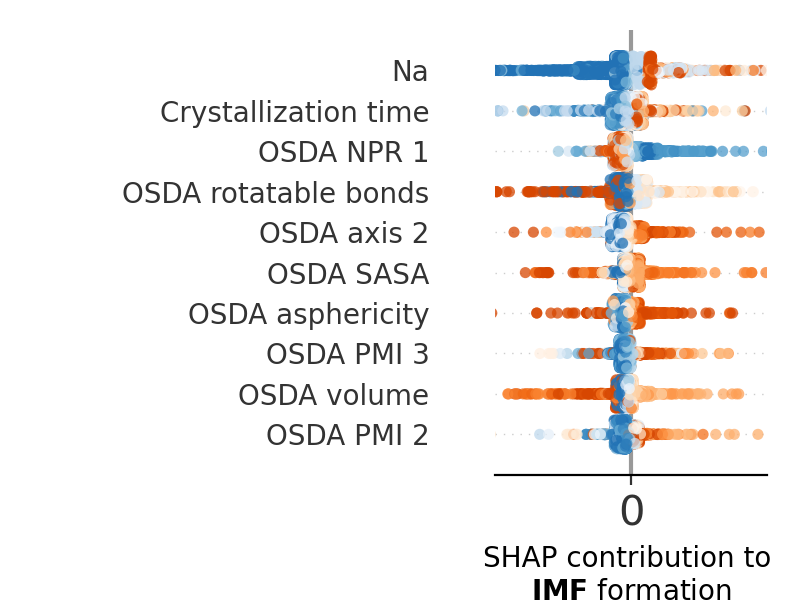 Na
Crystallization time
OSDA NPR 1
OSDA rotatable bonds
OSDA axis 2
OSDA SASA
OSDA asphericity
OSDA PMI 3
OSDA volume
OSDA PMI 2
0
SHAP contribution to
IMF formation